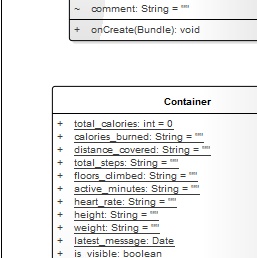 ~ comment: String = ""
+ onCreate(Bundle): void
Container
+ total_calories: int = 0
+ calories_burned: String = ""
+ distance_covered: String = ""
+ total_steps: String = ""
+ floors_climbed: String = ""
+ active_minutes: String = ""
+ heart_rate: String = ""
+ height: String = ""
+ weight: String = ""
+ latest_message: Date
+ is_visible: boolean